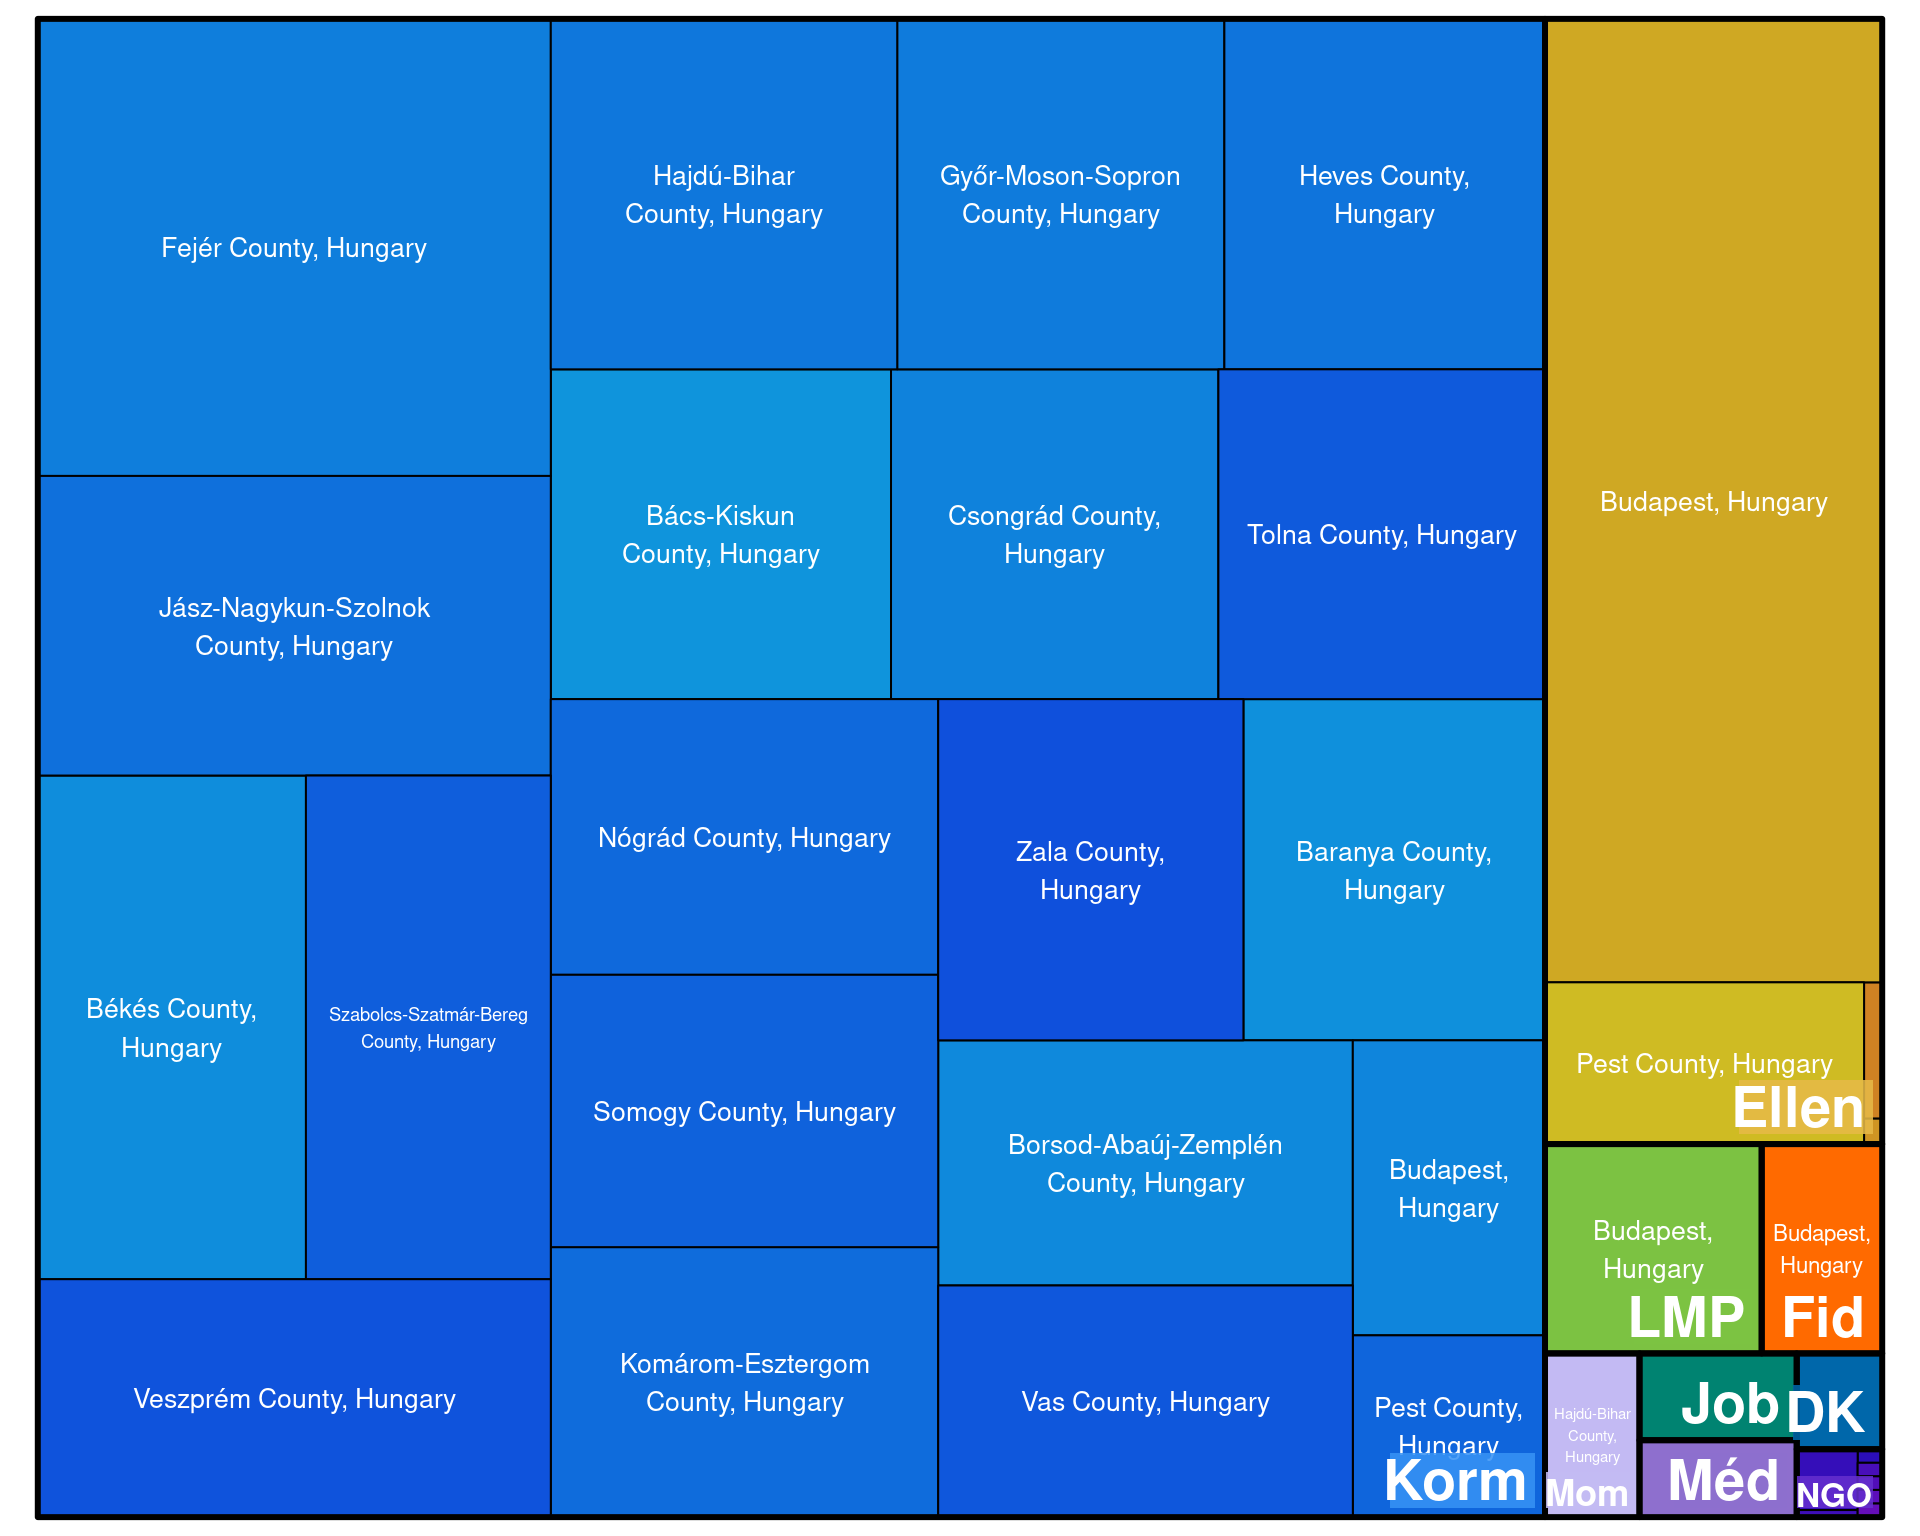 Fejér County, Hungary
Hajdú-Bihar
County, Hungary
Győr-Moson-Sopron
County, Hungary
Heves County,
Hungary
Budapest, Hungary
Bács-Kiskun
County, Hungary
Csongrád County,
Hungary
Tolna County, Hungary
Jász-Nagykun-Szolnok
County, Hungary
Nógrád County, Hungary
Zala County,
Hungary
Baranya County,
Hungary
Békés County,
Hungary
Szabolcs-Szatmár-Bereg
County, Hungary
Somogy County, Hungary
Borsod-Abaúj-Zemplén
County, Hungary
Budapest,
Hungary
Pest County, Hungary
Ellen
Budapest,
Hungary
LMP
Budapest,
Hungary
Fid
Veszprém County, Hungary
Komárom-Esztergom
County, Hungary
Vas County, Hungary
Pest County,
Hungary
Korm
Hajdú-Bihar
County,
Hungary
Mom
Job
DK
Méd
NGO